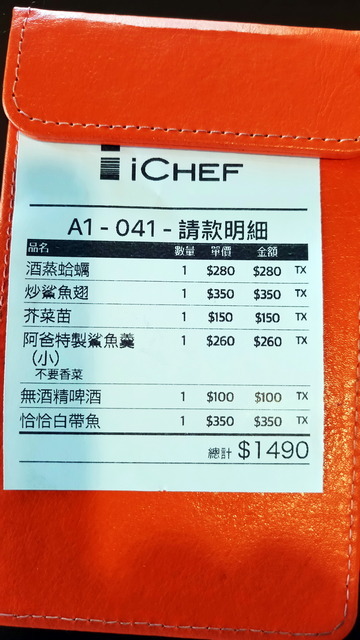 iCHEF
A1 - 041 - 請款明細
品名 數量 單價 金額
酒蒸蛤蠣 1 $280 $280 TX
炒鯊魚翅 1 $350 $350 TX
芥菜苗 1 $150 $150 TX
阿爸特製鯊魚羹 1 $260 $260 TX
（小）
不要香菜
無酒精啤酒 1 $100 $100 TX
恰恰白帶魚 1 $350 $350 TX
總計 $1490